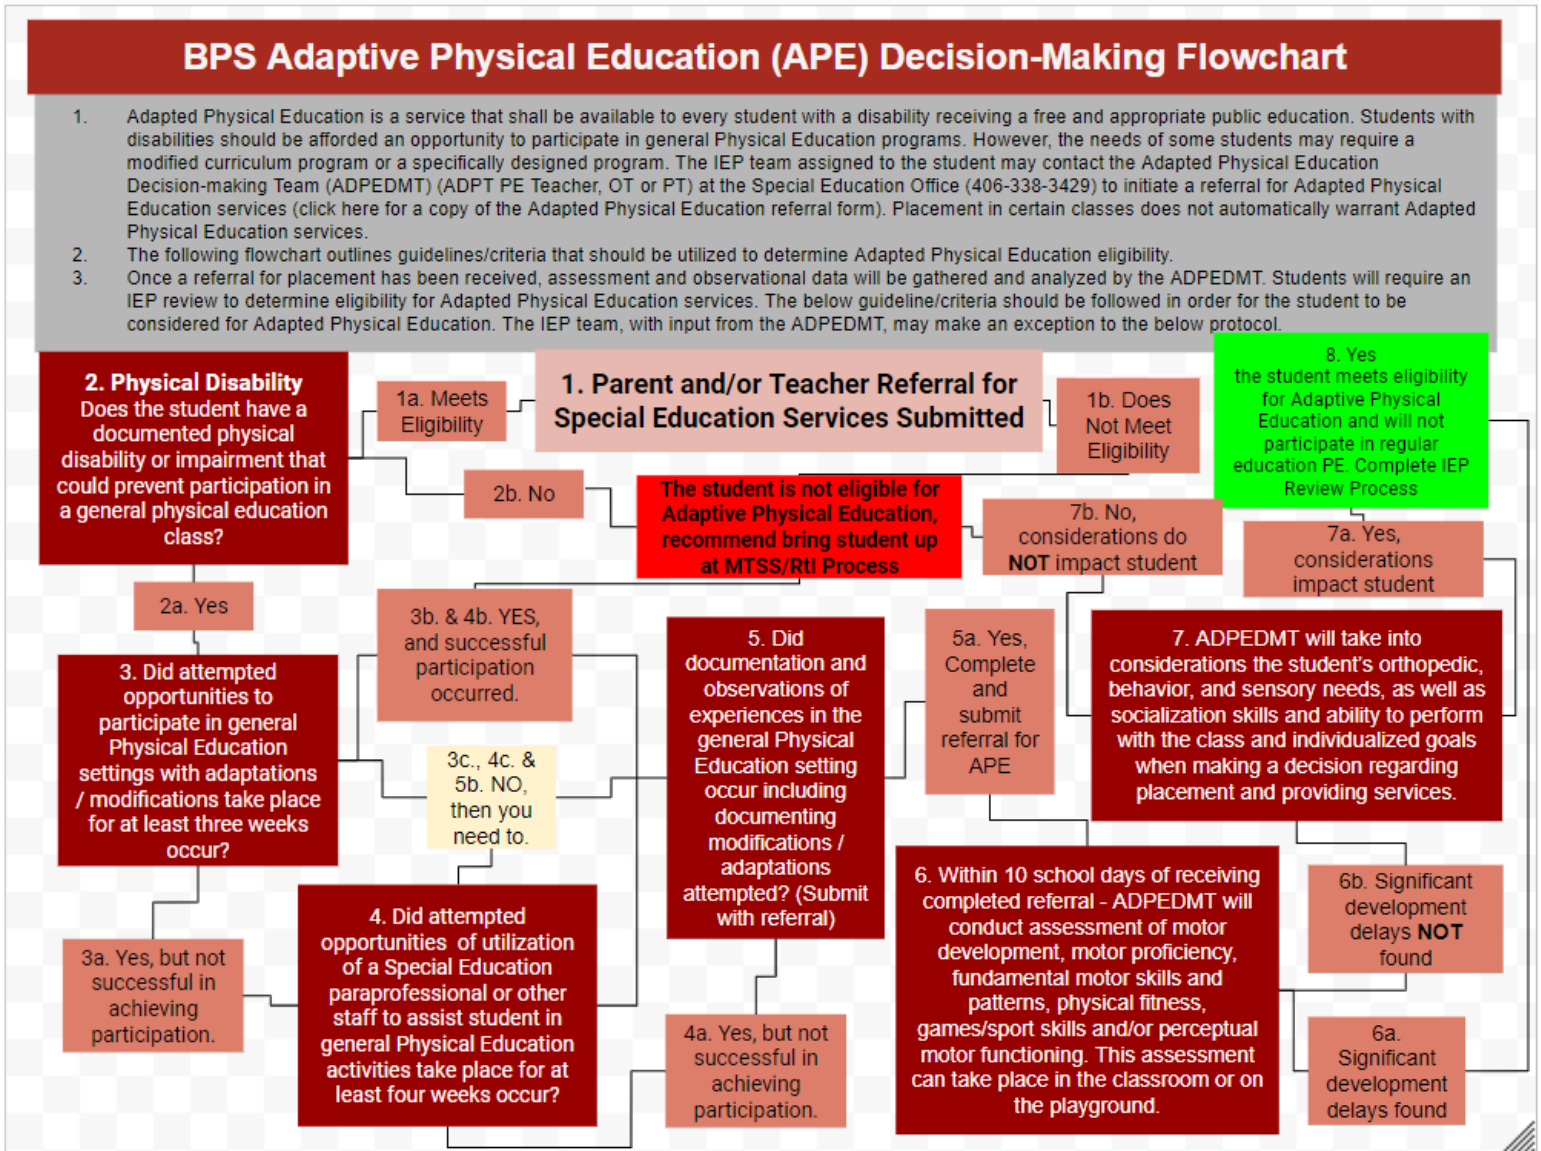 BPS Adaptive Physical Education (APE) Decision-Making Flowchart
1. Adapted Physical Education is a service that shall be available to every student with a disability receiving a free and appropriate public education. Students with
disabilities should be afforded an opportunity to participate in general Physical Education programs. However, the needs of some students may require a
modified curriculum program or a specifically designed program. The IEP team assigned to the student may contact the Adapted Physical Education
Decision-making Team (ADPEDMT) (ADPT PE Teacher, OT or PT) at the Special Education Office (406-338-3429) to initiate a referral for Adapted Physical
Education services (click here for a copy of the Adapted Physical Education referral form). Placement in certain classes does not automatically warrant Adapted
Physical Education services.
2. The following flowchart outlines guidelines/criteria that should be utilized to determine Adapted Physical Education eligibility.
3. Once a referral for placement has been received, assessment and observational data will be gathered and analyzed by the ADPEDMT. Students will require an
IEP review to determine eligibility for Adapted Physical Education services. The below guideline/criteria should be followed in order for the student to be
considered for Adapted Physical Education. The IEP team, with input from the ADPEDMT, may make an exception to the below protocol.
2. Physical Disability
Does the student have a
documented physical
disability or impairment that
could prevent participation in
a general physical education
class?
1a. Meets
Eligibility
1. Parent and/or Teacher Referral for
Special Education Services Submitted
1b. Does
Not Meet
Eligibility
8. Yes
the student meets eligibility
for Adaptive Physical
Education and will not
participate in regular
education PE. Complete IEP
Review Process
2b. No
The student is not eligible for
Adaptive Physical Education,
recommend bring student up
at MTSS/RtI Process
7b. No,
considerations do
NOT impact student
7a. Yes,
considerations
impact student
2a. Yes
3b. & 4b. YES,
and successful
participation
occurred.
3. Did attempted
opportunities to
participate in general
Physical Education
settings with adaptations
/ modifications take place
for at least three weeks
occur?
3c., 4c. &
5b. NO,
then you
need to.
5. Did
documentation and
observations of
experiences in the
general Physical
Education setting
occur including
documenting
modifications /
adaptations
attempted? (Submit
with referral)
5a. Yes,
Complete
and
submit
referral for
APE
7. ADPEDMT will take into
considerations the student's orthopedic,
behavior, and sensory needs, as well as
socialization skills and ability to perform
with the class and individualized goals
when making a decision regarding
placement and providing services.
3a. Yes, but not
successful in
achieving
participation.
4. Did attempted
opportunities of utilization
of a Special Education
paraprofessional or other
staff to assist student in
general Physical Education
activities take place for at
least four weeks occur?
4a. Yes, but not
successful in
achieving
participation.
6. Within 10 school days of receiving
completed referral - ADPEDMT will
conduct assessment of motor
development, motor proficiency,
fundamental motor skills and
patterns, physical fitness,
games/sport skills and/or perceptual
motor functioning. This assessment
can take place in the classroom or on
the playground.
6b. Significant
development
delays NOT
found
6a.
Significant
development
delays found